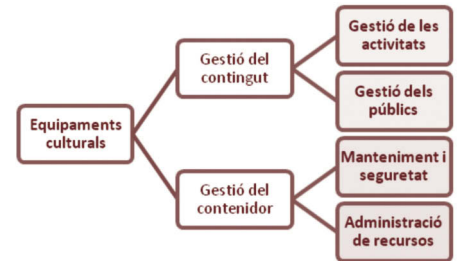 Equipaments
culturals
Gestió del
contingut
Gestió de les
activitats
Gestió dels
públics
Gestió del
contenidor
Manteniment i
seguretat
Administració
de recursos